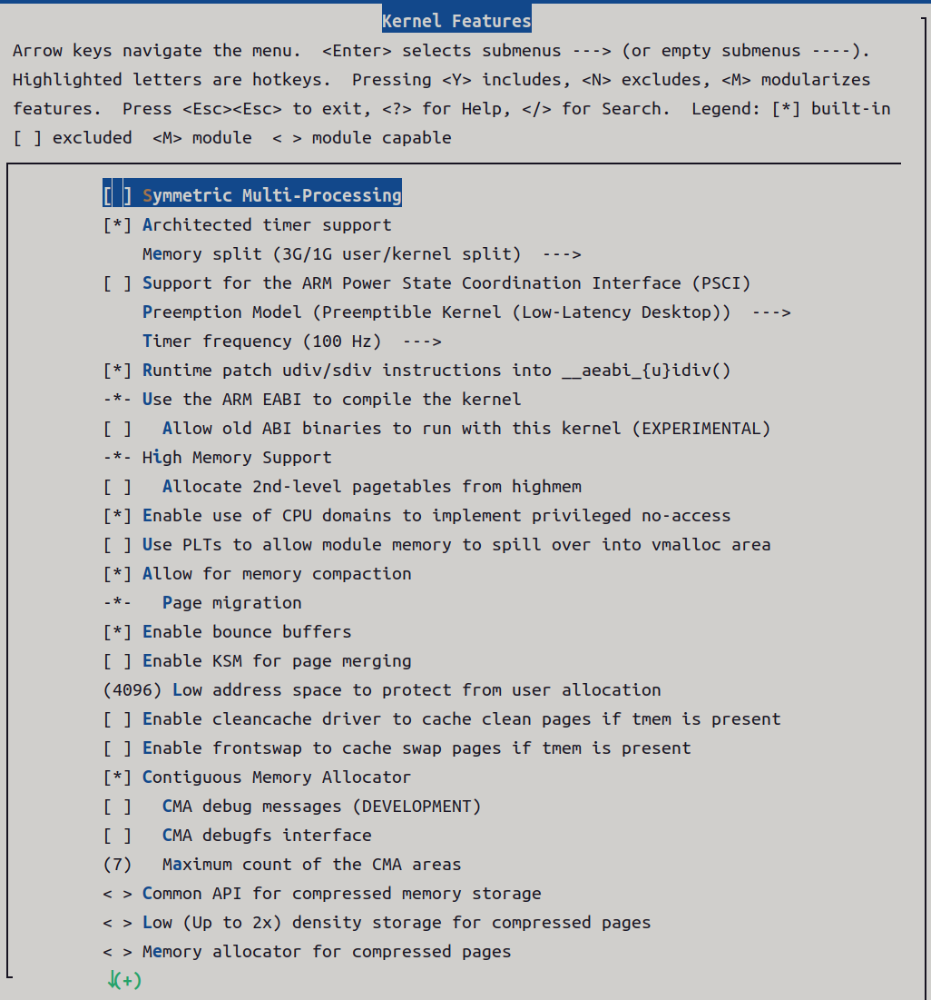 Kernel Features
Arrow keys navigate the menu.  <Enter> selects submenus ---> (or empty submenus ----).
Highlighted letters are hotkeys.  Pressing <Y> includes, <N> excludes, <M> modularizes
features.  Press <Esc><Esc> to exit, <?> for Help, </> for Search.  Legend: [*] built-in
[ ] excluded  <M> module  < > module capable
[ ] Symmetric Multi-Processing
[*] Architected timer support
    Memory split (3G/1G user/kernel split)  --->
[ ] Support for the ARM Power State Coordination Interface (PSCI)
    Preemption Model (Preemptible Kernel (Low-Latency Desktop))  --->
    Timer frequency (100 Hz)  --->
[*] Runtime patch udiv/sdiv instructions into __aeabi_{u}idiv()
-*- Use the ARM EABI to compile the kernel
[ ]   Allow old ABI binaries to run with this kernel (EXPERIMENTAL)
-*- High Memory Support
[ ]   Allocate 2nd-level pagetables from highmem
[*] Enable use of CPU domains to implement privileged no-access
[ ] Use PLTs to allow module memory to spill over into vmalloc area
[*] Allow for memory compaction
-*-   Page migration
[*] Enable bounce buffers
[ ] Enable KSM for page merging
(4096) Low address space to protect from user allocation
[ ] Enable cleancache driver to cache clean pages if tmem is present
[ ] Enable frontswap to cache swap pages if tmem is present
[*] Contiguous Memory Allocator
[ ]   CMA debug messages (DEVELOPMENT)
[ ]   CMA debugfs interface
(7)   Maximum count of the CMA areas
< > Common API for compressed memory storage
< > Low (Up to 2x) density storage for compressed pages
< > Memory allocator for compressed pages
↓(+)